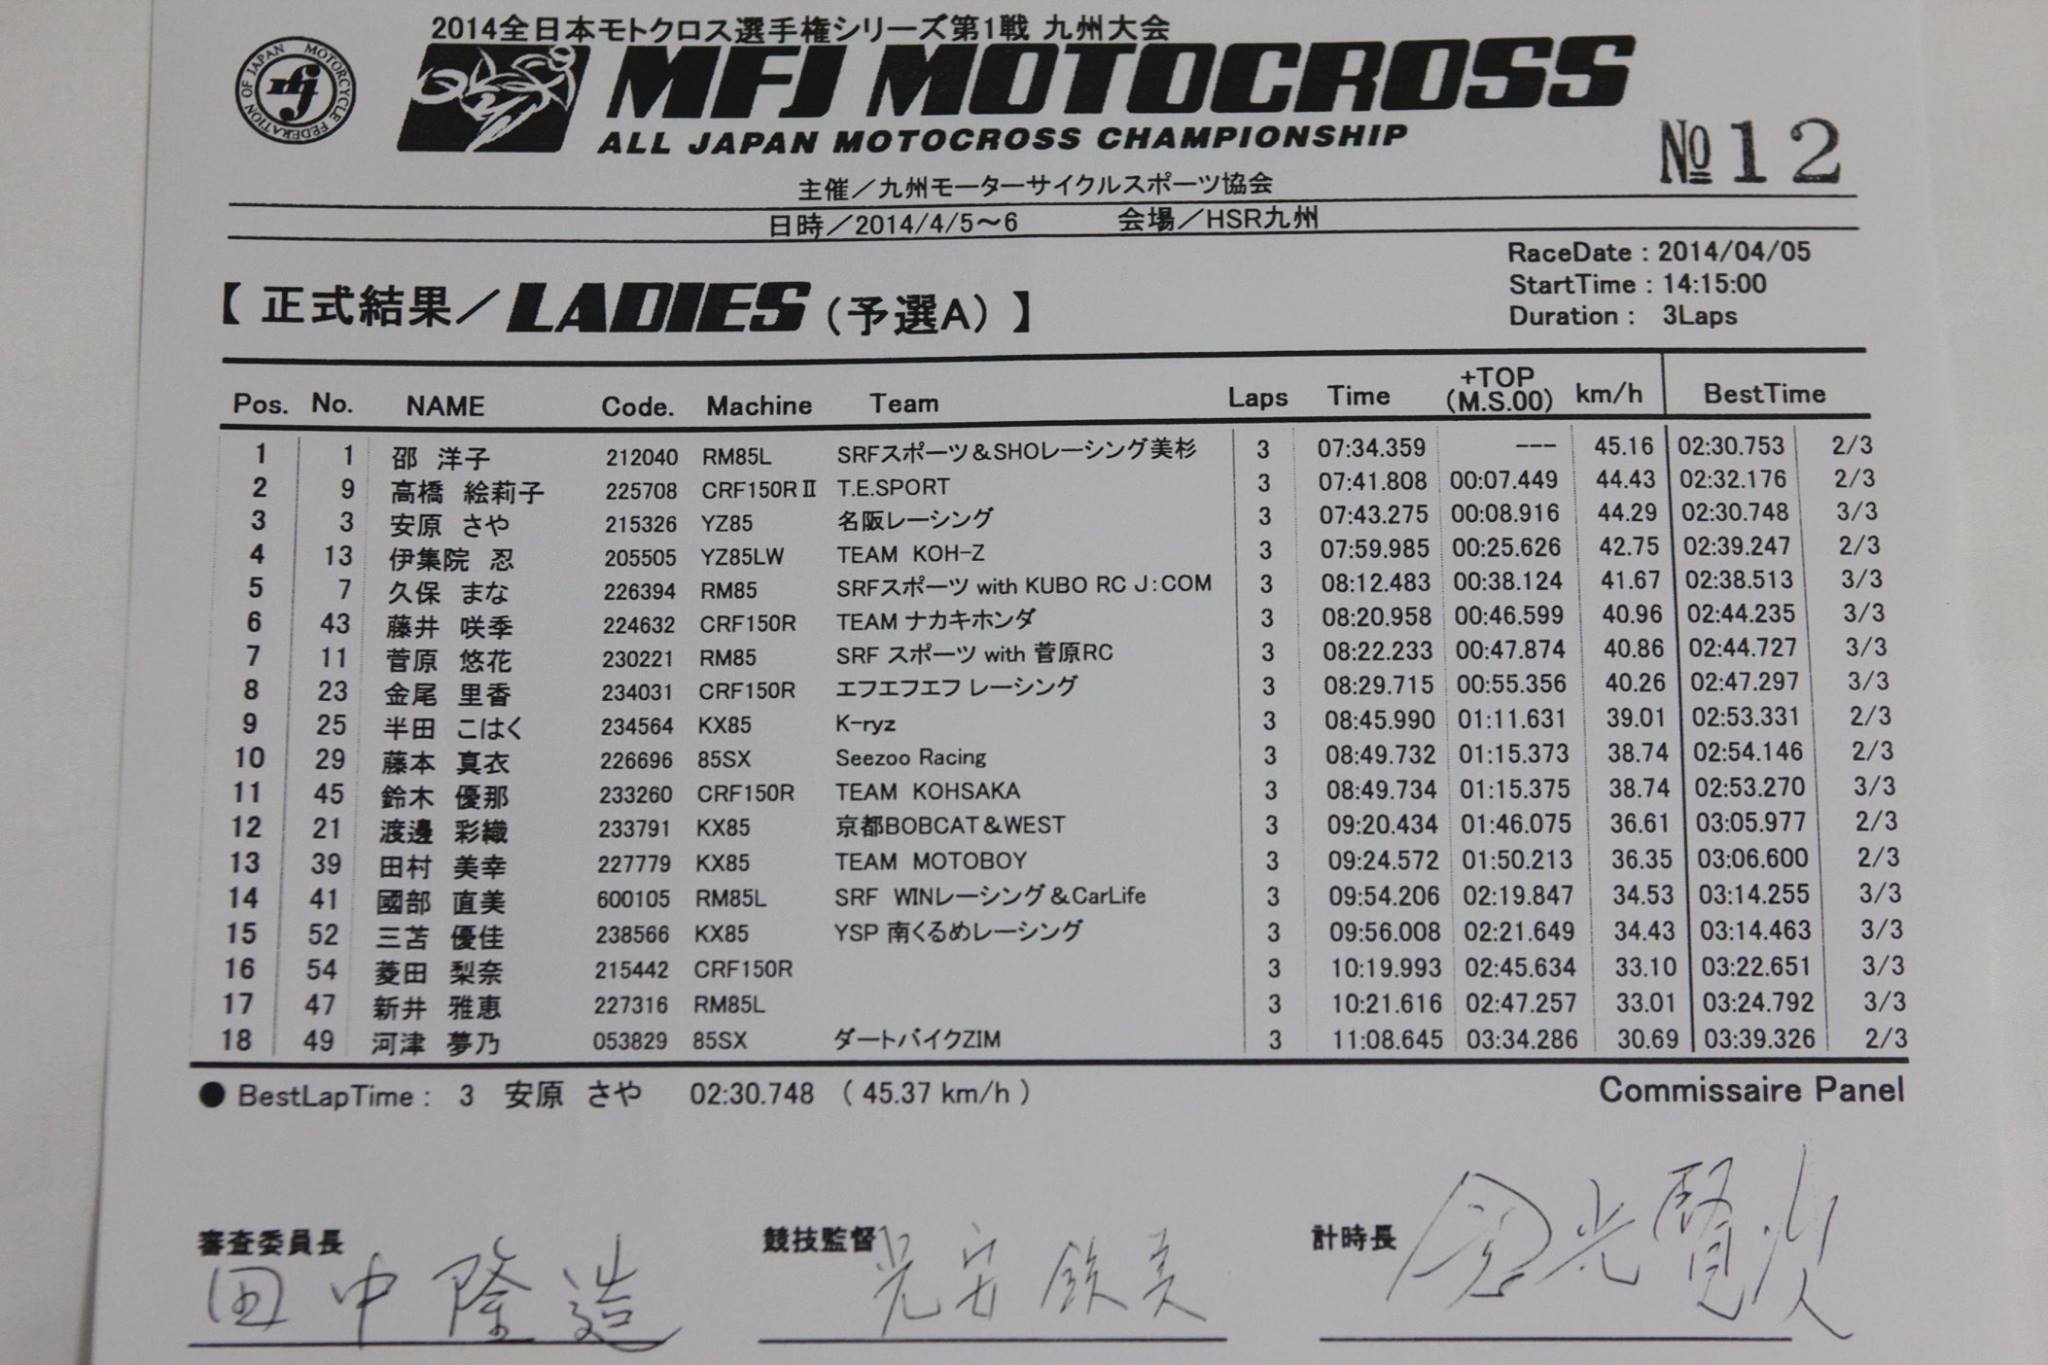 2014全日本モトクロス選手権シリーズ第1戦 九州大会
MOTORCYCLE FEDERATION OF JAPAN
mfj
MFJ MOTOCROSS
ALL JAPAN MOTOCROSS CHAMPIONSHIP
№12
主催／九州モーターサイクルスポーツ協会
日時／2014/4/5～6 会場／HSR九州
RaceDate : 2014/04/05
StartTime : 14:15:00
Duration : 3Laps
【 正式結果／LADIES (予選A) 】
Pos. No. NAME Code. Machine Team Laps Time +TOP (M.S.00) km/h BestTime
1 1 邵 洋子 212040 RM85L SRFスポーツ＆SHOレーシング美杉 3 07:34.359 --- 45.16 02:30.753 2/3
2 9 高橋 絵莉子 225708 CRF150RⅡ T.E.SPORT 3 07:41.808 00:07.449 44.43 02:32.176 2/3
3 3 安原 さや 215326 YZ85 名阪レーシング 3 07:43.275 00:08.916 44.29 02:30.748 3/3
4 13 伊集院 忍 205505 YZ85LW TEAM KOH-Z 3 07:59.985 00:25.626 42.75 02:39.247 2/3
5 7 久保 まな 226394 RM85 SRFスポーツ with KUBO RC J:COM 3 08:12.483 00:38.124 41.67 02:38.513 3/3
6 43 藤井 咲季 224632 CRF150R TEAM ナカキホンダ 3 08:20.958 00:46.599 40.96 02:44.235 3/3
7 11 菅原 悠花 230221 RM85 SRF スポーツ with 菅原RC 3 08:22.233 00:47.874 40.86 02:44.727 3/3
8 23 金尾 里香 234031 CRF150R エフエフエフ レーシング 3 08:29.715 00:55.356 40.26 02:47.297 3/3
9 25 半田 こはく 234564 KX85 K-ryz 3 08:45.990 01:11.631 39.01 02:53.331 2/3
10 29 藤本 真衣 226696 85SX Seezoo Racing 3 08:49.732 01:15.373 38.74 02:54.146 2/3
11 45 鈴木 優那 233260 CRF150R TEAM KOHSAKA 3 08:49.734 01:15.375 38.74 02:53.270 3/3
12 21 渡邊 彩織 233791 KX85 京都BOBCAT＆WEST 3 09:20.434 01:46.075 36.61 03:05.977 2/3
13 39 田村 美幸 227779 KX85 TEAM MOTOBOY 3 09:24.572 01:50.213 36.35 03:06.600 2/3
14 41 國部 直美 600105 RM85L SRF WINレーシング＆CarLife 3 09:54.206 02:19.847 34.53 03:14.255 3/3
15 52 三苫 優佳 238566 KX85 YSP 南くるめレーシング 3 09:56.008 02:21.649 34.43 03:14.463 3/3
16 54 菱田 梨奈 215442 CRF150R 3 10:19.993 02:45.634 33.10 03:22.651 3/3
17 47 新井 雅恵 227316 RM85L 3 10:21.616 02:47.257 33.01 03:24.792 3/3
18 49 河津 夢乃 053829 85SX ダートバイクZIM 3 11:08.645 03:34.286 30.69 03:39.326 2/3
● BestLapTime : 3 安原 さや 02:30.748 ( 45.37 km/h )
Commissaire Panel
審査委員長 競技監督 計時長
田中隆造 光安鉄美 金光賢次